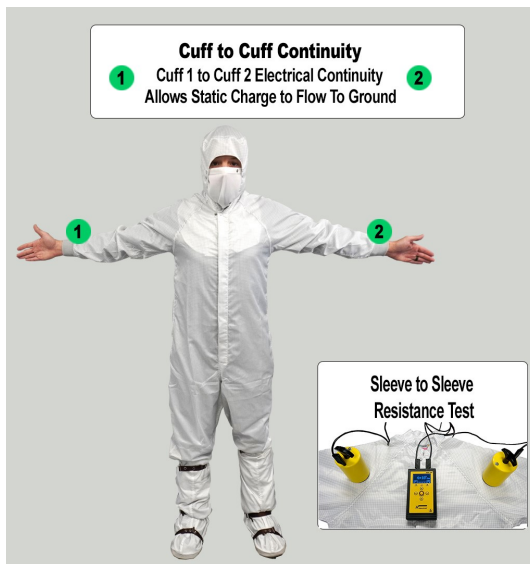 Cuff to Cuff Continuity
1
Cuff 1 to Cuff 2 Electrical Continuity
2
Allows Static Charge to Flow To Ground
1
2
Sleeve to Sleeve
Resistance Test